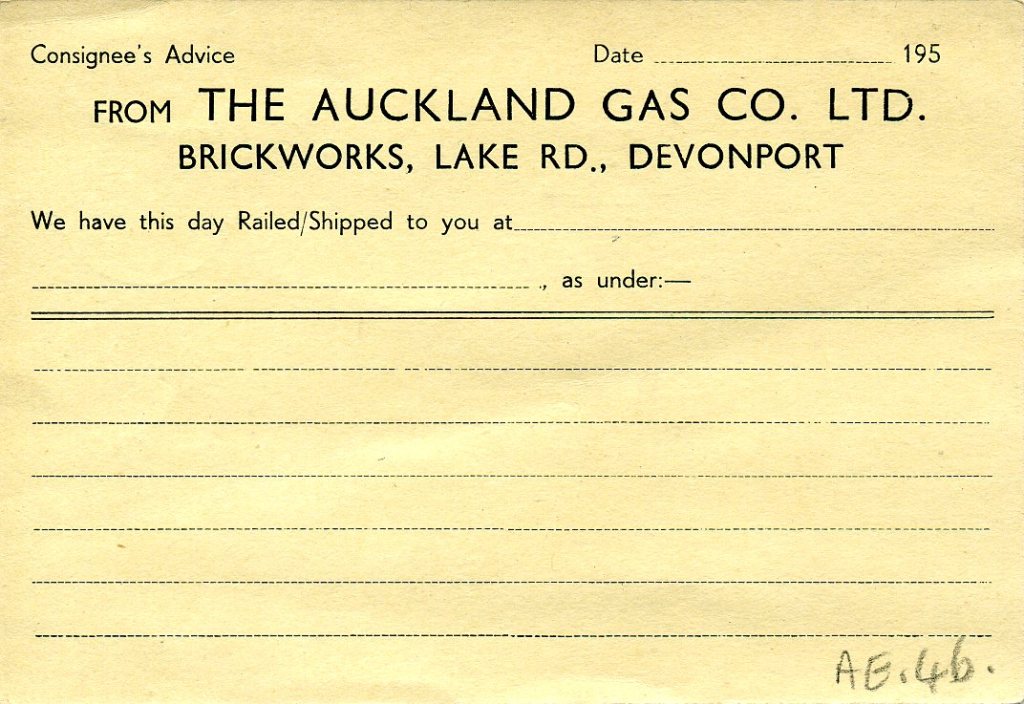 Consignee's Advice Date 195
FROM THE AUCKLAND GAS CO. LTD.
BRICKWORKS, LAKE RD., DEVONPORT
We have this day Railed/Shipped to you at
., as under:—
AE.46.